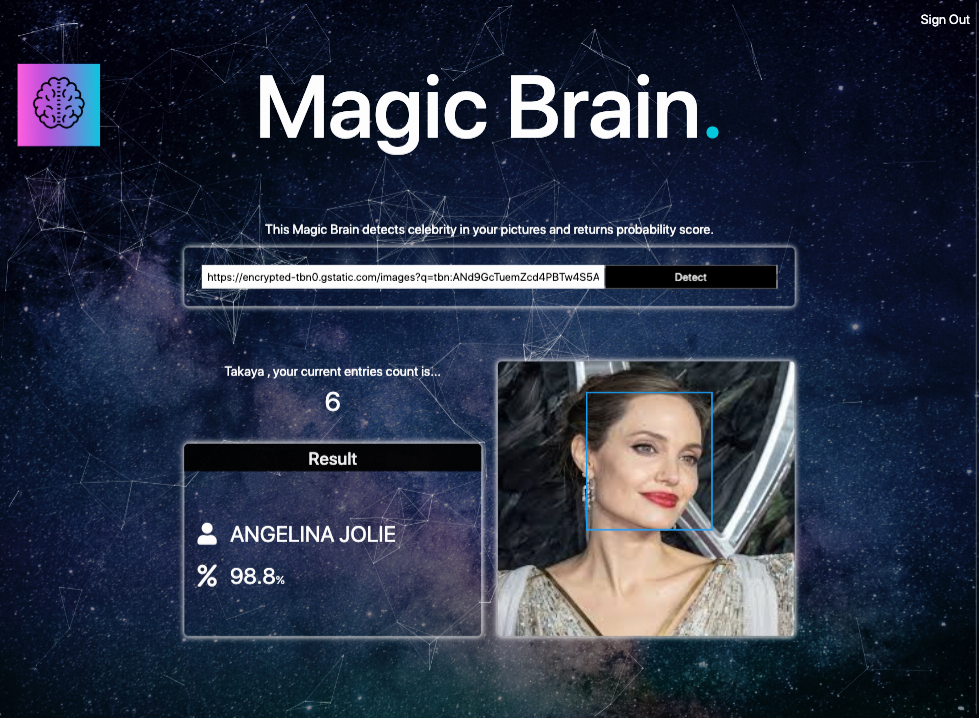 Sign Out
Magic Brain.
This Magic Brain detects celebrity in your pictures and returns probability score.
https://encrypted-tbn0.gstatic.com/images?q=tbn:ANd9GcTuemZcd4PBTw4S5A
Detect
Takaya , your current entries count is...
6
Result
ANGELINA JOLIE
% 98.8%